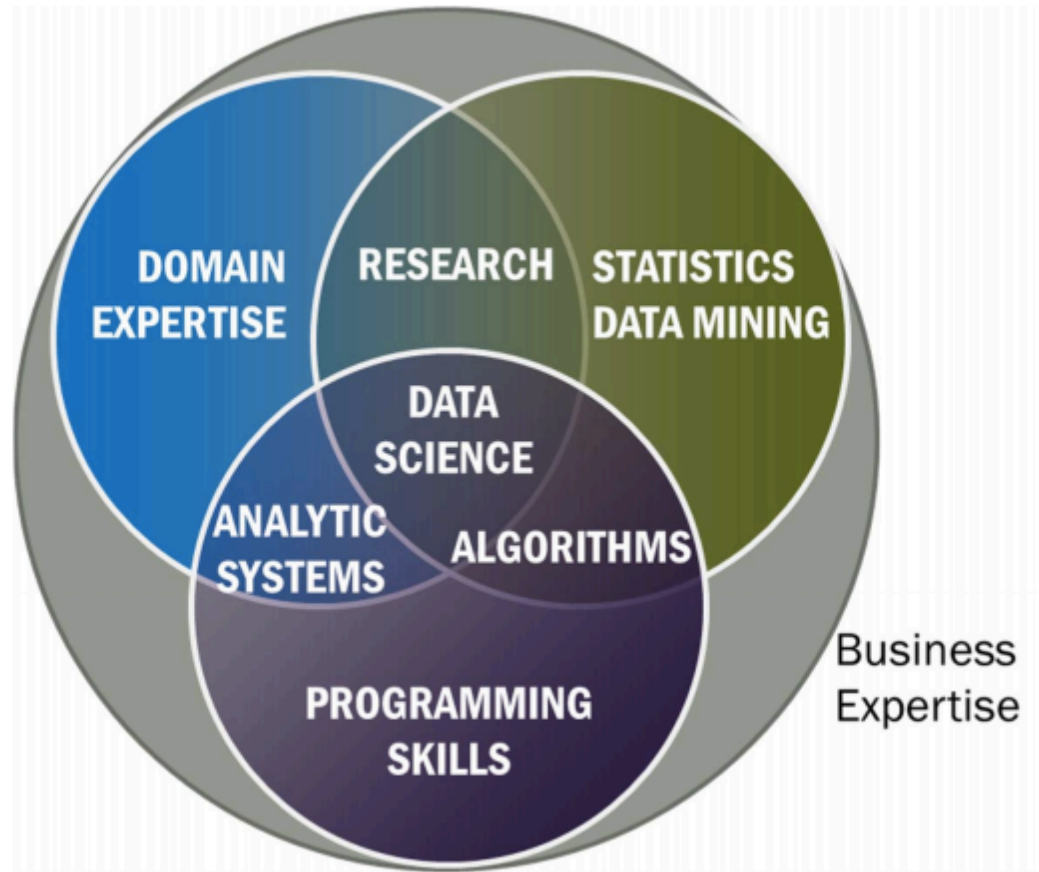 DOMAIN
EXPERTISE
RESEARCH
STATISTICS
DATA MINING
DATA
SCIENCE
ANALYTIC
SYSTEMS
ALGORITHMS
PROGRAMMING
SKILLS
Business
Expertise